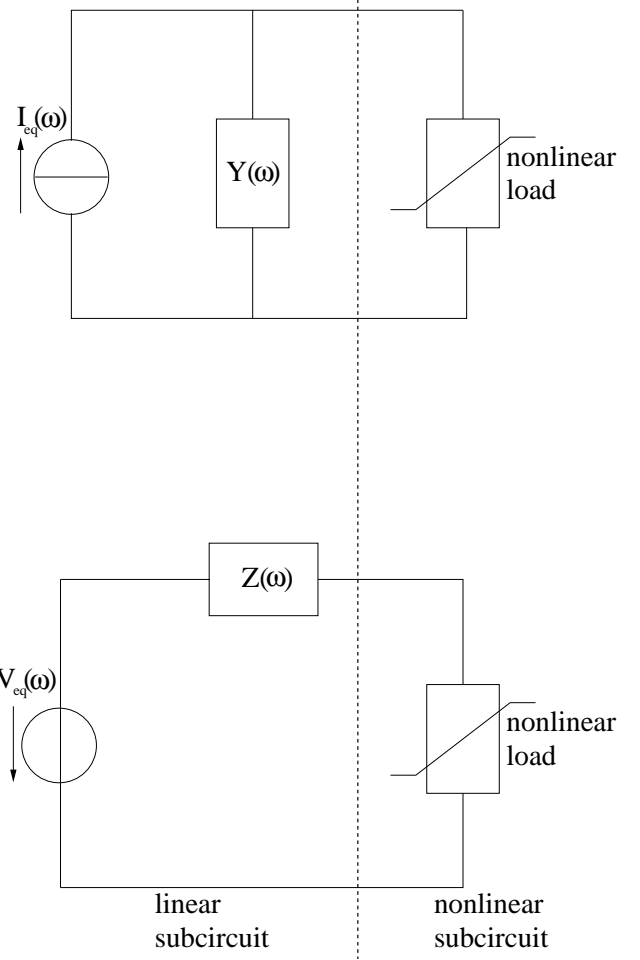 I_eq(ω)
Y(ω)
nonlinear
load
Z(ω)
V_eq(ω)
nonlinear
load
linear
subcircuit
nonlinear
subcircuit